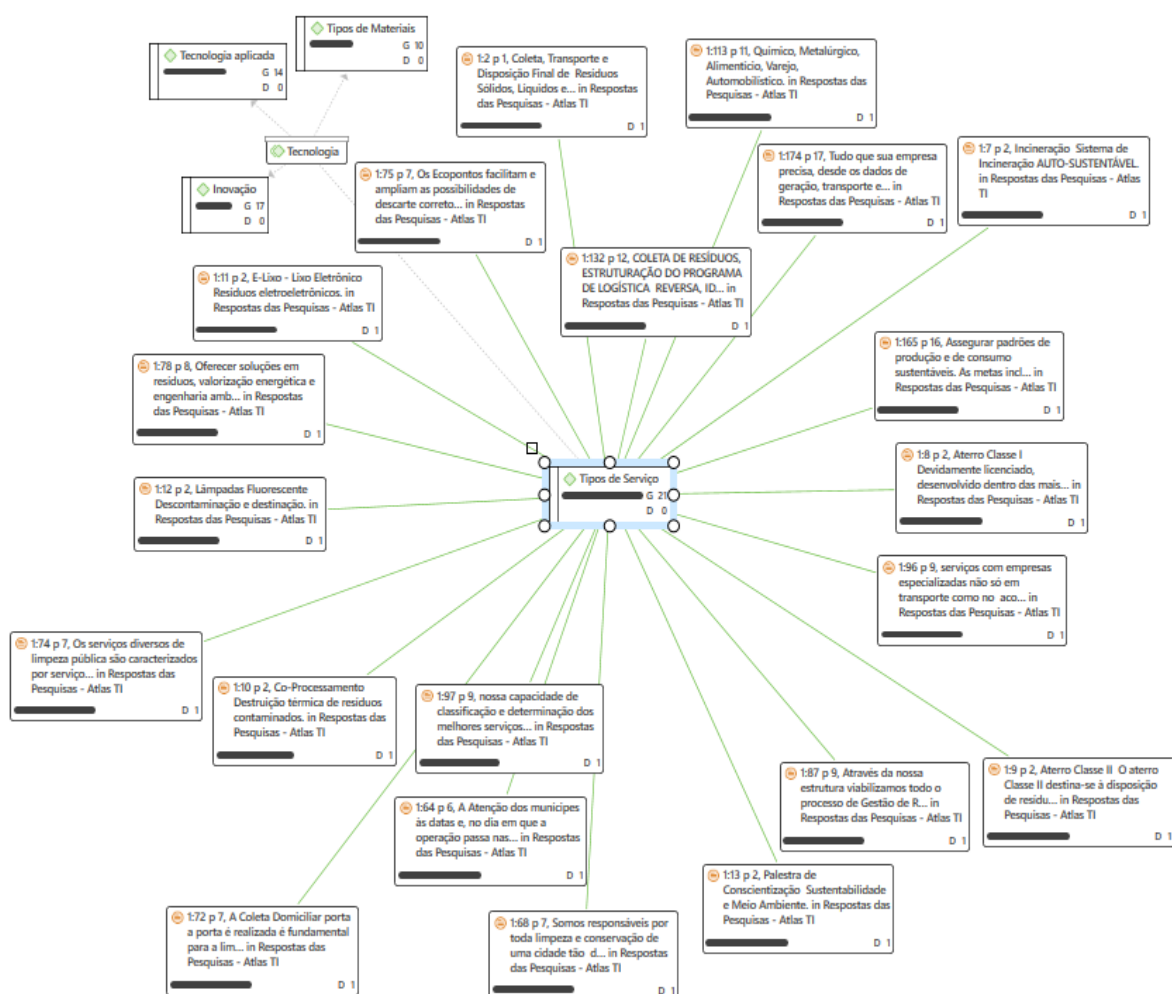 Tipos de Materiais
G 10
D 0
Tecnologia aplicada
G 14
D 0
Tecnologia
Inovação
G 17
D 0
1:2 p 1, Coleta, Transporte e
Disposição Final de Resíduos
Sólidos, Líquidos e... in Respostas
das Pesquisas - Atlas TI
D 1
1:113 p 11, Químico, Metalúrgico,
Alimentício, Varejo,
Automobilístico. in Respostas das
Pesquisas - Atlas TI
D 1
1:174 p 17, Tudo que sua empresa
precisa, desde os dados de
geração, transporte e... in
Respostas das Pesquisas - Atlas TI
D 1
1:7 p 2, Incineração Sistema de
Incineração AUTO-SUSTENTÁVEL.
in Respostas das Pesquisas - Atlas
TI
D 1
1:75 p 7, Os Ecopontos facilitam e
ampliam as possibilidades de
descarte correto... in Respostas
das Pesquisas - Atlas TI
D 1
1:132 p 12, COLETA DE RESÍDUOS,
ESTRUTURAÇÃO DO PROGRAMA
DE LOGÍSTICA REVERSA, ID... in
Respostas das Pesquisas - Atlas TI
D 1
1:11 p 2, E-Lixo - Lixo Eletrônico
Resíduos eletroeletrônicos. in
Respostas das Pesquisas - Atlas TI
D 1
1:165 p 16, Assegurar padrões de
produção e de consumo
sustentáveis. As metas incl... in
Respostas das Pesquisas - Atlas TI
D 1
1:78 p 8, Oferecer soluções em
resíduos, valorização energética e
engenharia amb... in Respostas
das Pesquisas - Atlas TI
D 1
Tipos de Serviço
G 21
D 0
1:8 p 2, Aterro Classe I
Devidamente licenciado,
desenvolvido dentro das mais... in
Respostas das Pesquisas - Atlas TI
D 1
1:12 p 2, Lâmpadas Fluorescente
Descontaminação e destinação. in
Respostas das Pesquisas - Atlas TI
D 1
1:96 p 9, serviços com empresas
especializadas não só em
transporte como no aco... in
Respostas das Pesquisas - Atlas TI
D 1
1:74 p 7, Os serviços diversos de
limpeza pública são caracterizados
por serviço... in Respostas das
Pesquisas - Atlas TI
D 1
1:10 p 2, Co-Processamento
Destruição térmica de resíduos
contaminados. in Respostas das
Pesquisas - Atlas TI
D 1
1:97 p 9, nossa capacidade de
classificação e determinação dos
melhores serviços... in Respostas
das Pesquisas - Atlas TI
D 1
1:87 p 9, Através da nossa
estrutura viabilizamos todo o
processo de Gestão de R... in
Respostas das Pesquisas - Atlas TI
D 1
1:9 p 2, Aterro Classe II O aterro
Classe II destina-se à disposição
de resídu... in Respostas das
Pesquisas - Atlas TI
D 1
1:64 p 6, A Atenção dos munícipes
às datas e, no dia em que a
operação passa nas... in Respostas
das Pesquisas - Atlas TI
D 1
1:13 p 2, Palestra de
Conscientização Sustentabilidade
e Meio Ambiente. in Respostas das
Pesquisas - Atlas TI
D 1
1:72 p 7, A Coleta Domiciliar porta
a porta é realizada é fundamental
para a lim... in Respostas das
Pesquisas - Atlas TI
D 1
1:68 p 7, Somos responsáveis por
toda limpeza e conservação de
uma cidade tão d... in Respostas
das Pesquisas - Atlas TI
D 1